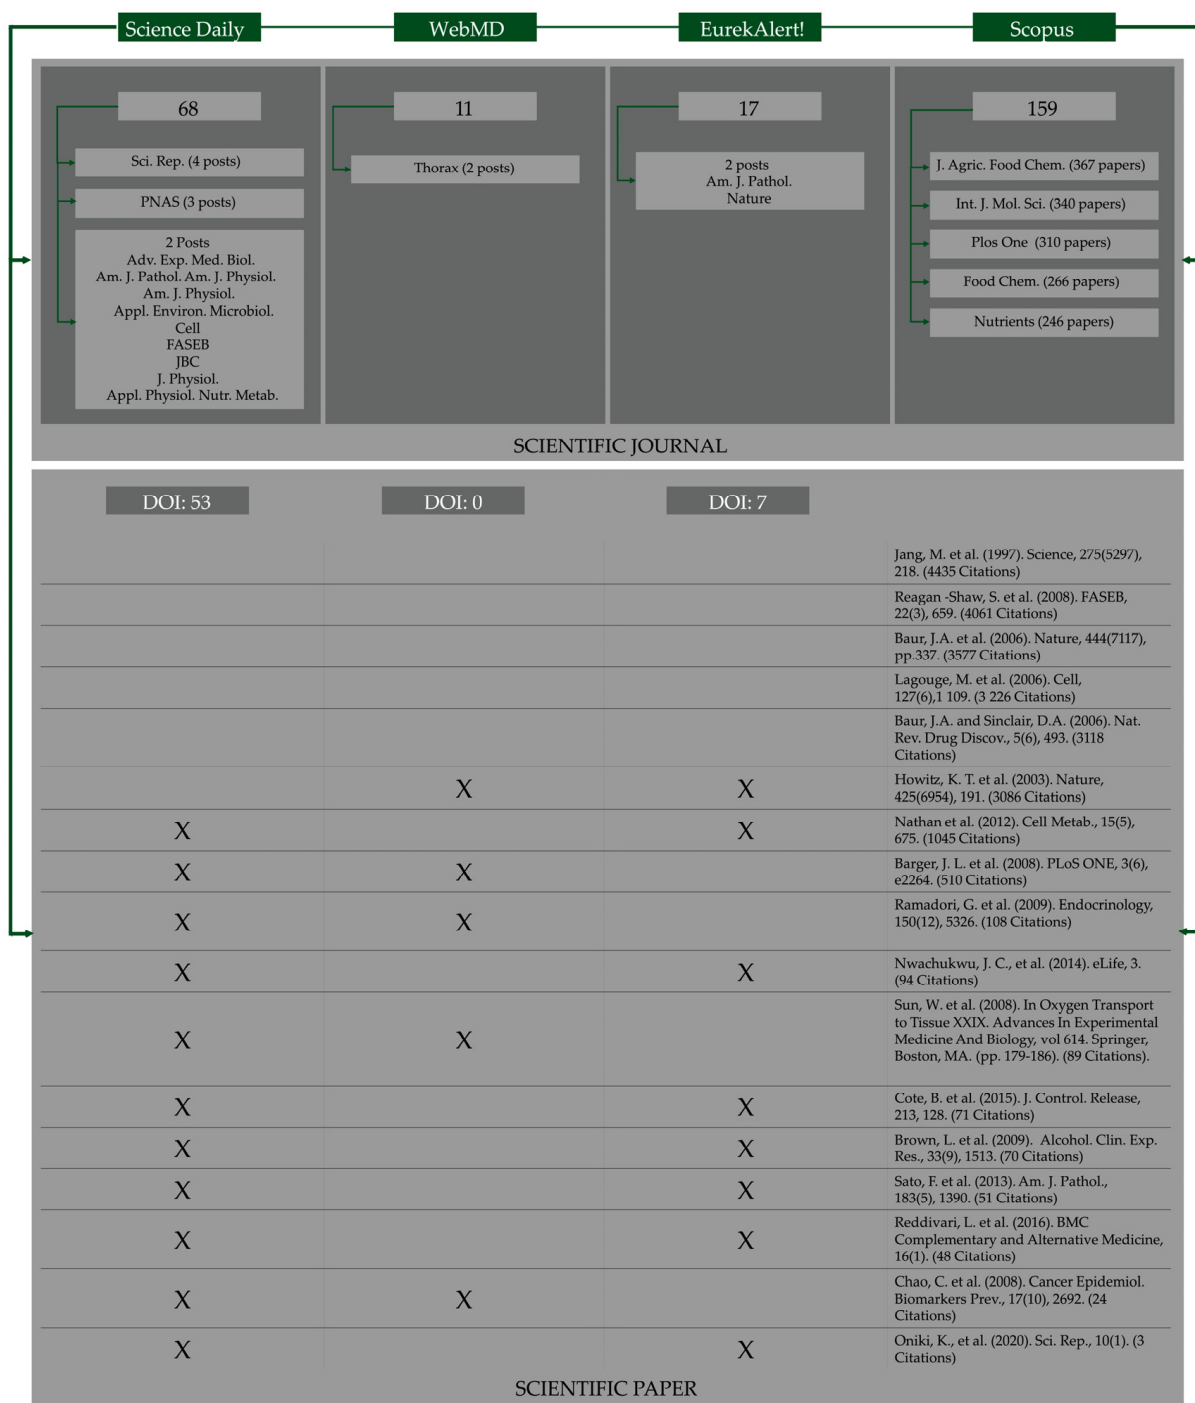 Science Daily
WebMD
EurekAlert!
Scopus
68
11
17
159
Sci. Rep. (4 posts)
PNAS (3 posts)
2 Posts
Adv. Exp. Med. Biol.
Am. J. Pathol. Am. J. Physiol.
Am. J. Physiol.
Appl. Environ. Microbiol.
Cell
FASEB
JBC
J. Physiol.
Appl. Physiol. Nutr. Metab.
Thorax (2 posts)
2 posts
Am. J. Pathol.
Nature
J. Agric. Food Chem. (367 papers)
Int. J. Mol. Sci. (340 papers)
Plos One (310 papers)
Food Chem. (266 papers)
Nutrients (246 papers)
SCIENTIFIC JOURNAL
DOI: 53
DOI: 0
DOI: 7
Jang, M. et al. (1997). Science, 275(5297),
218. (4435 Citations)
Reagan -Shaw, S. et al. (2008). FASEB,
22(3), 659. (4061 Citations)
Baur, J.A. et al. (2006). Nature, 444(7117),
pp.337. (3577 Citations)
Lagouge, M. et al. (2006). Cell,
127(6),1 109. (3 226 Citations)
Baur, J.A. and Sinclair, D.A. (2006). Nat.
Rev. Drug Discov., 5(6), 493. (3118
Citations)
X X Howitz, K. T. et al. (2003). Nature,
425(6954), 191. (3086 Citations)
X X Nathan et al. (2012). Cell Metab., 15(5),
675. (1045 Citations)
X X Barger, J. L. et al. (2008). PLoS ONE, 3(6),
e2264. (510 Citations)
X X Ramadori, G. et al. (2009). Endocrinology,
150(12), 5326. (108 Citations)
X X Nwachukwu, J. C., et al. (2014). eLife, 3.
(94 Citations)
X X Sun, W. et al. (2008). In Oxygen Transport
to Tissue XXIX. Advances In Experimental
Medicine And Biology, vol 614. Springer,
Boston, MA. (pp. 179-186). (89 Citations).
X X Cote, B. et al. (2015). J. Control. Release,
213, 128. (71 Citations)
X X Brown, L. et al. (2009). Alcohol. Clin. Exp.
Res., 33(9), 1513. (70 Citations)
X X Sato, F. et al. (2013). Am. J. Pathol.,
183(5), 1390. (51 Citations)
X X Reddivari, L. et al. (2016). BMC
Complementary and Alternative Medicine,
16(1). (48 Citations)
X X Chao, C. et al. (2008). Cancer Epidemiol.
Biomarkers Prev., 17(10), 2692. (24
Citations)
X X Oniki, K., et al. (2020). Sci. Rep., 10(1). (3
Citations)
SCIENTIFIC PAPER